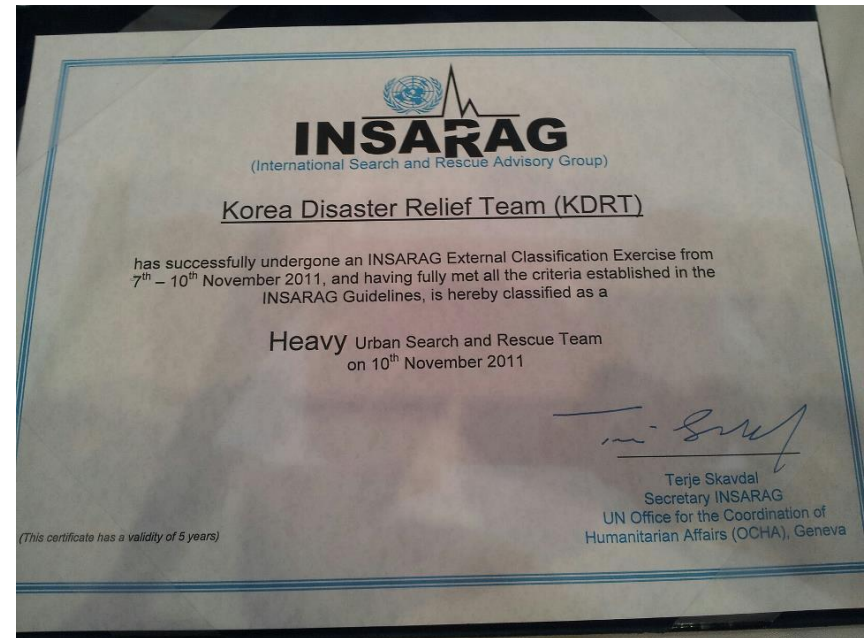 INSARAG
(International Search and Rescue Advisory Group)
Korea Disaster Relief Team (KDRT)
has successfully undergone an INSARAG External Classification Exercise from
7th – 10th November 2011, and having fully met all the criteria established in the
INSARAG Guidelines, is hereby classified as a
Heavy Urban Search and Rescue Team
on 10th November 2011
Terje Skavdal
Secretary INSARAG
UN Office for the Coordination of
Humanitarian Affairs (OCHA), Geneva
(This certificate has a validity of 5 years)